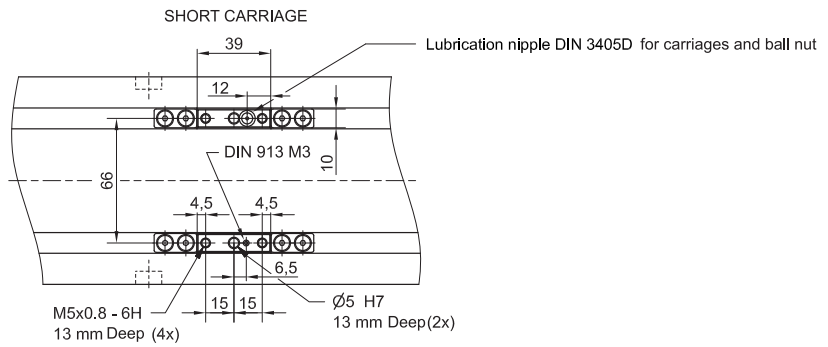 SHORT CARRIAGE
39
Lubrication nipple DIN 3405D for carriages and ball nut
12
DIN 913 M3
10
66
4,5
4,5
6,5
M5x0.8 - 6H
13 mm Deep (4x)
15
15
Ø5 H7
13 mm Deep(2x)